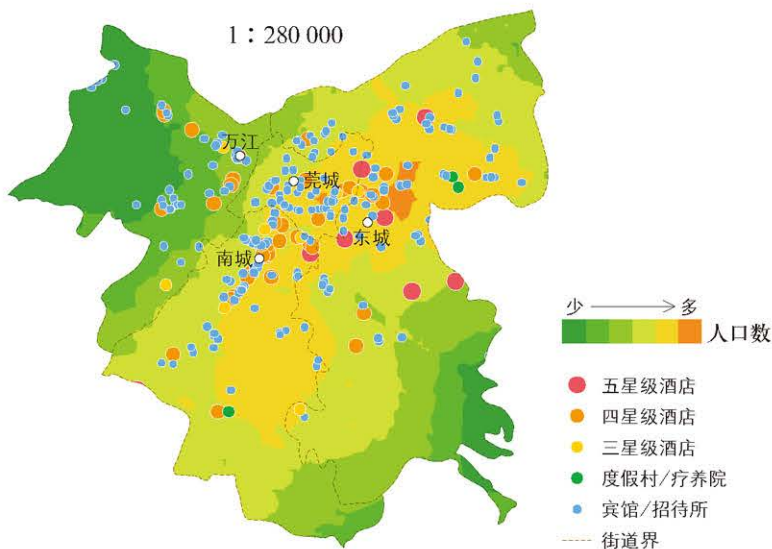 1：280 000
万江
莞城
东城
南城
少 多
人口数
五星级酒店
四星级酒店
三星级酒店
度假村/疗养院
宾馆/招待所
街道界